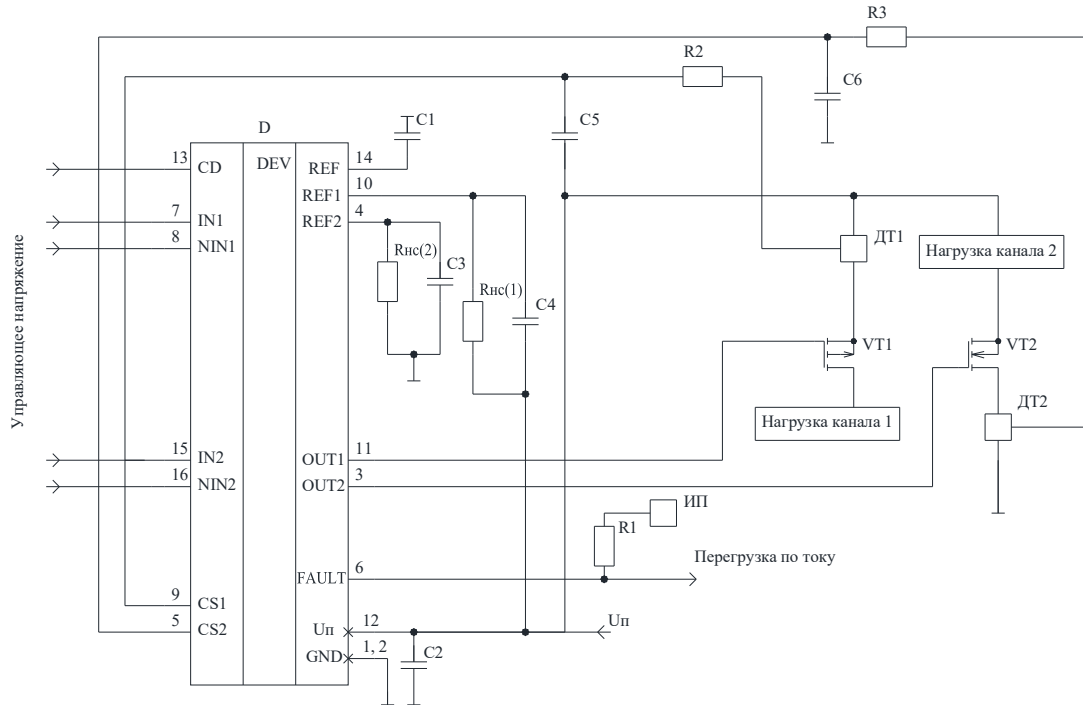 R3
R2
C6
C5
C1
D
13
CD
DEV
REF
14
REF1
10
7
IN1
REF2
4
8
NIN1
Rнс(2)
C3
Rнс(1)
C4
ДТ1
Нагрузка канала 2
VT1
VT2
ДТ2
Нагрузка канала 1
Управляющее напряжение
15
IN2
OUT1
11
16
NIN2
OUT2
3
ИП
R1
Перегрузка по току
FAULT
6
9
CS1
5
CS2
Uп
12
Uп
GND
1, 2
C2